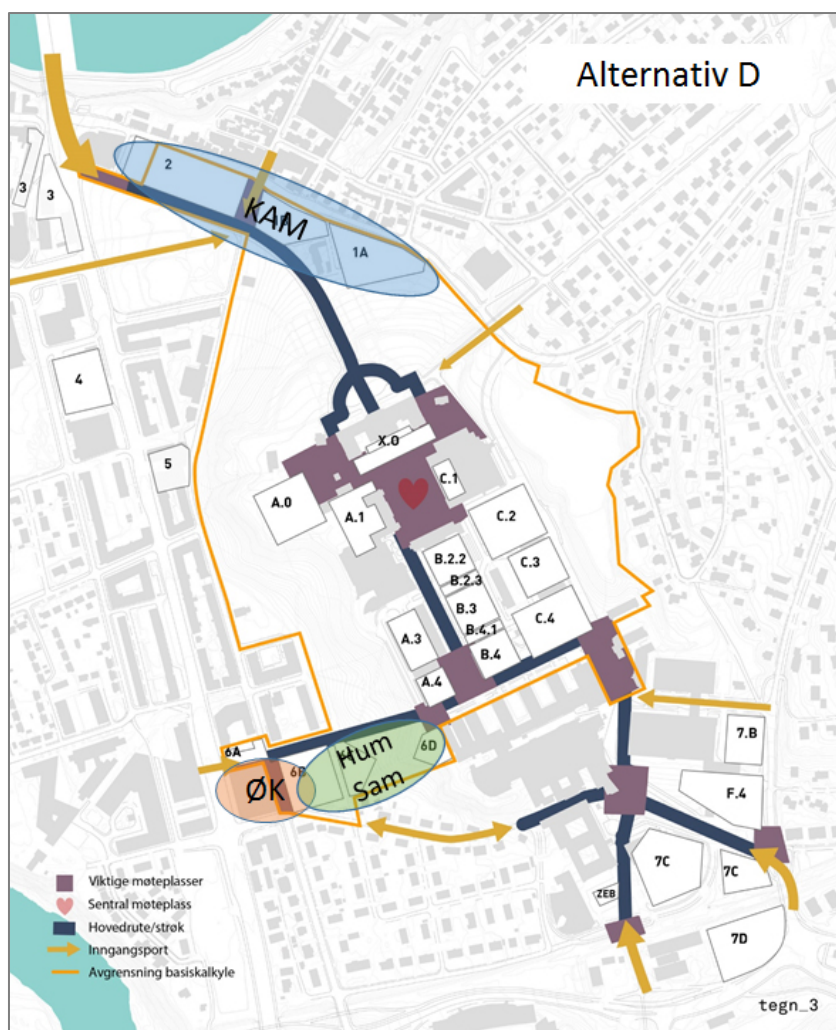 Alternativ D
2
3
3
KAM
1A
4
5
X.0
C.1
A.0
A.1
C.2
B.2.2
B.2.3
C.3
B.3
B.4.1
C.4
A.3
B.4
A.4
6A
6B
6D
Hum
Sam
ØK
7.B
F.4
7C
7C
ZEB
7D
Viktige møteplasser
Sentral møteplass
Hovedrute/strøk
Inngangsport
Avgrensning basiskalkyle
tegn_3